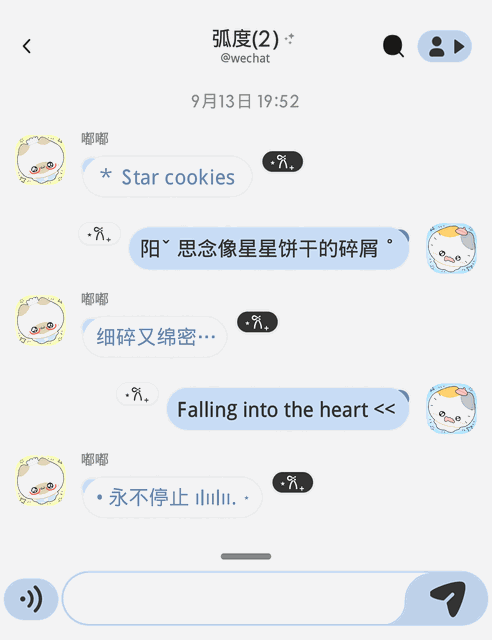 弧度(2)
@wechat
9月13日 19:52
嘟嘟
* Star cookies
阳ˇ 思念像星星饼干的碎屑 °
嘟嘟
细碎又绵密…
Falling into the heart <<
嘟嘟
• 永不停止 ılıılıı. ·